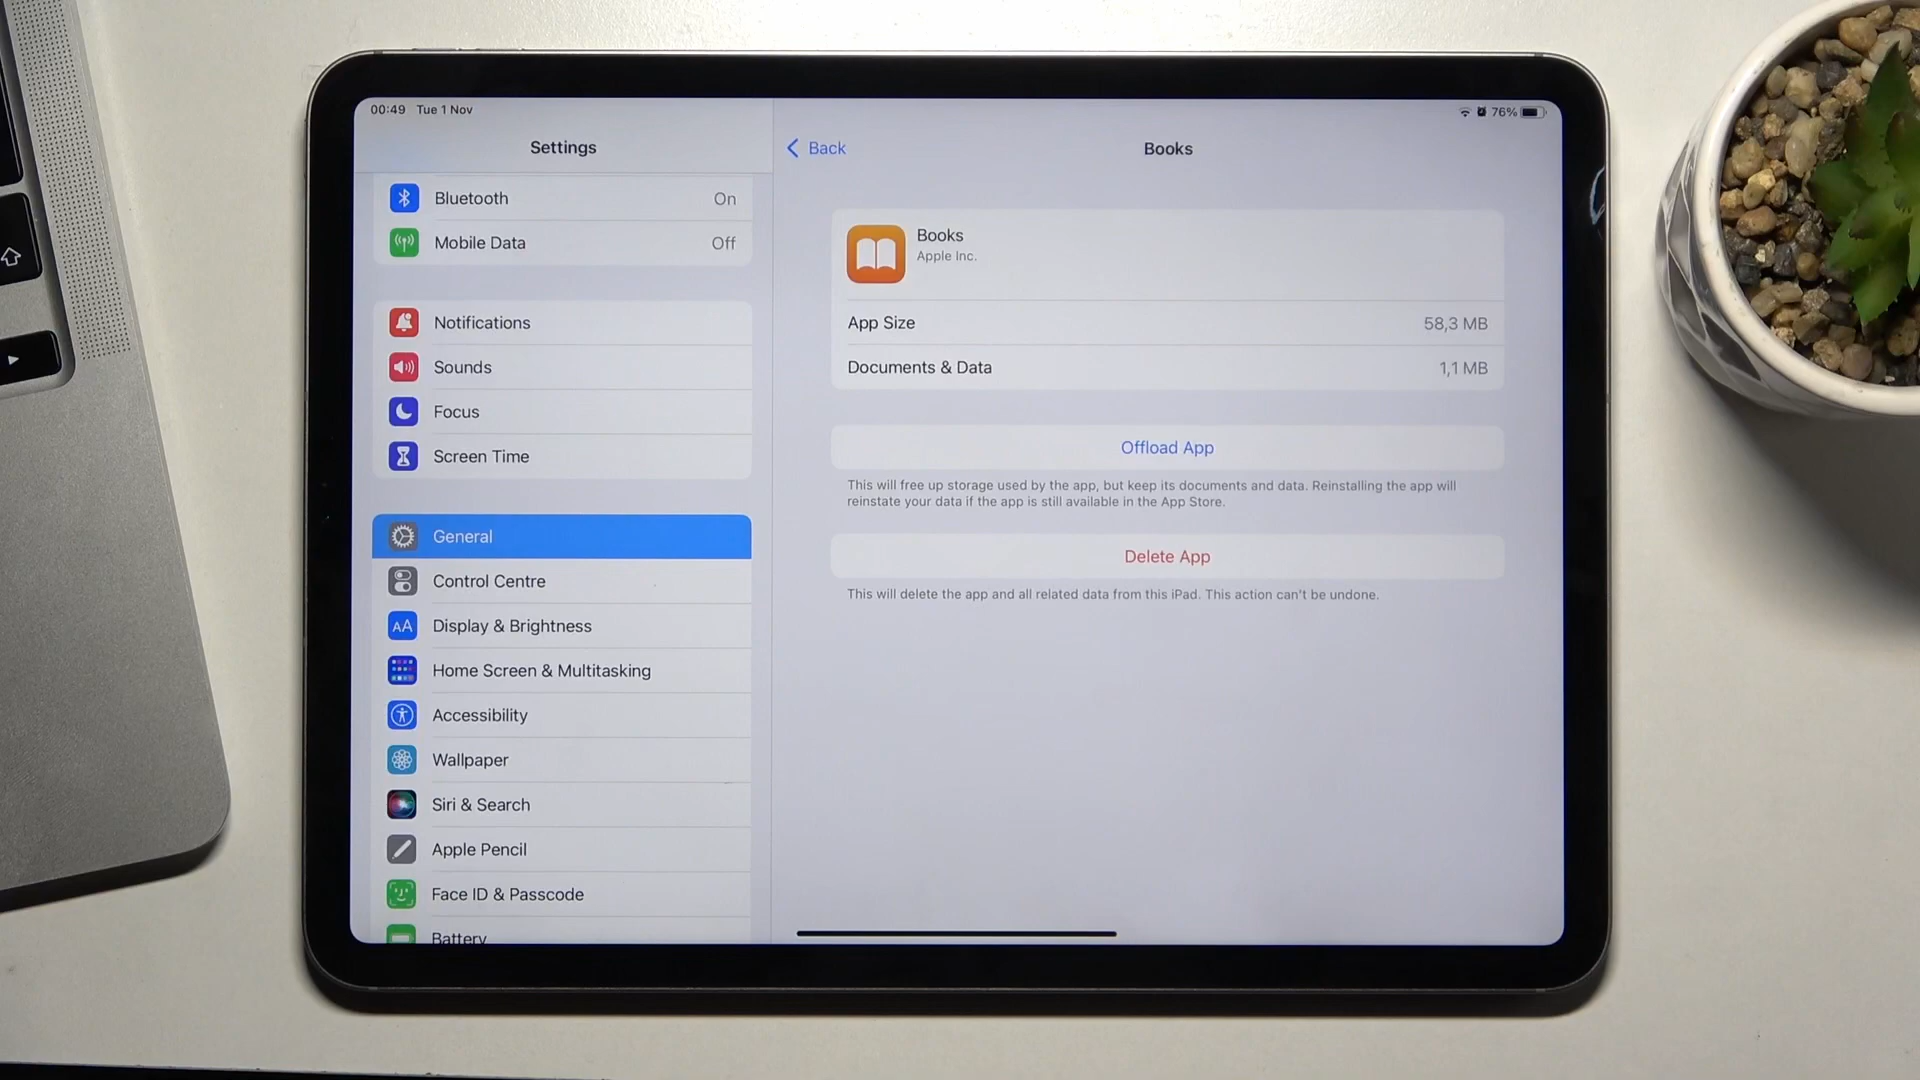 00:49 Tue 1 Nov
76%
Settings
Bluetooth On
Mobile Data Off
Notifications
Sounds
Focus
Screen Time
General
Control Centre
AA Display & Brightness
Home Screen & Multitasking
Accessibility
Wallpaper
Siri & Search
Apple Pencil
Face ID & Passcode
Battery
Back
Books
Books
Apple Inc.
App Size 58,3 MB
Documents & Data 1,1 MB
Offload App
This will free up storage used by the app, but keep its documents and data. Reinstalling the app will
reinstate your data if the app is still available in the App Store.
Delete App
This will delete the app and all related data from this iPad. This action can't be undone.